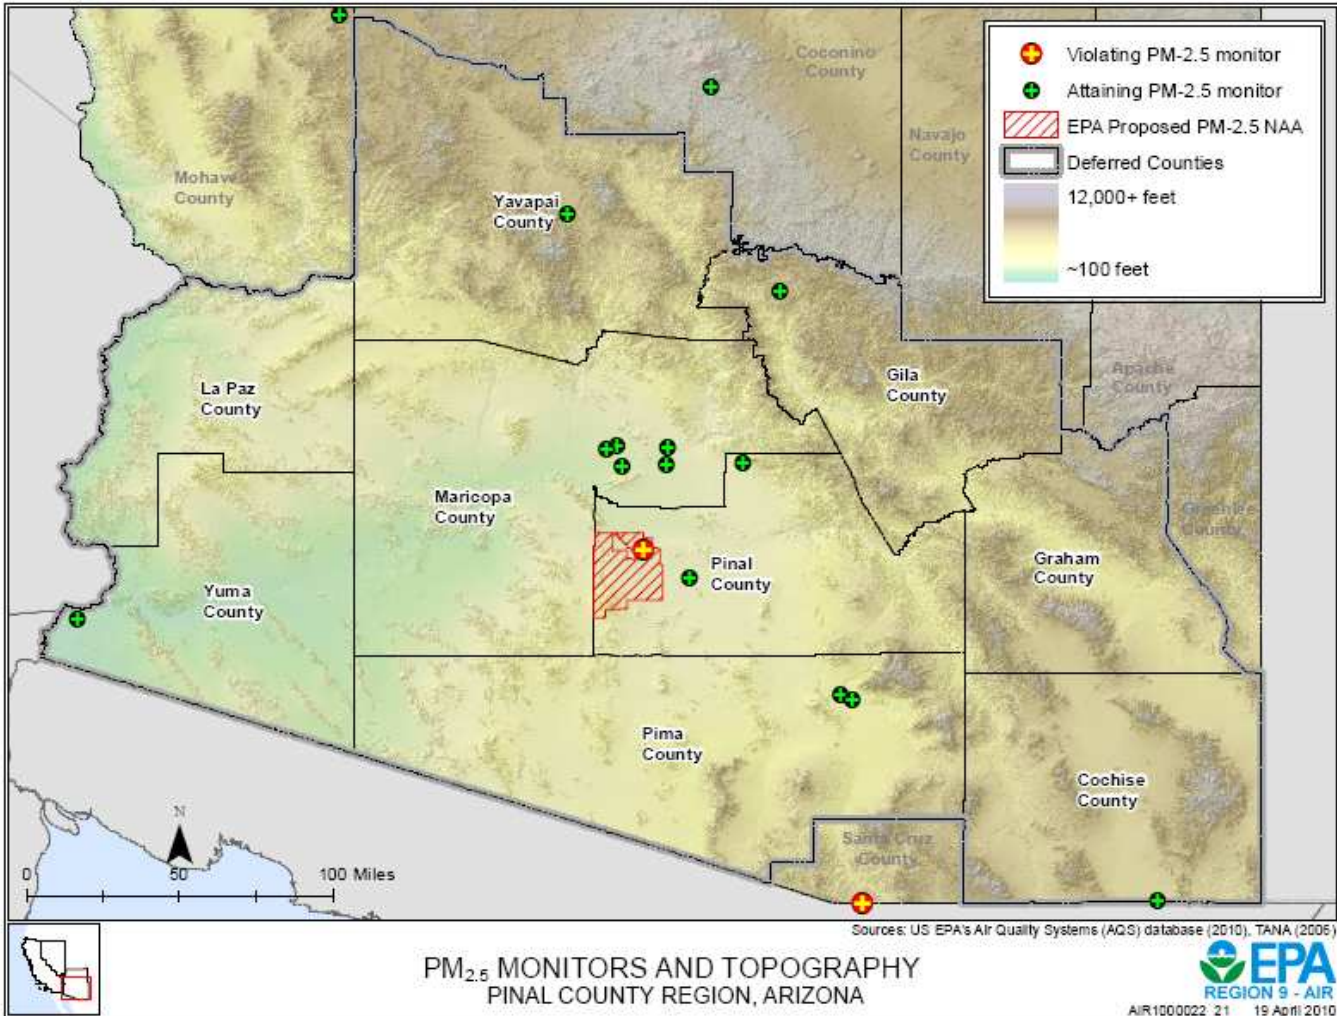 Coconino
County
Navajo
County
Mohave
County
Yavapai
County
Violating PM-2.5 monitor
Attaining PM-2.5 monitor
EPA Proposed PM-2.5 NAA
Deferred Counties
12,000+ feet
~100 feet
La Paz
County
Gila
County
Apache
County
Maricopa
County
Greenlee
County
Graham
County
Pinal
County
Yuma
County
Pima
County
Cochise
County
Santa Cruz
County
N
0 50 100 Miles
Sources: US EPA's Air Quality Systems (AQS) database (2010), TANA (2006)
PM2.5 MONITORS AND TOPOGRAPHY
PINAL COUNTY REGION, ARIZONA
EPA
REGION 9 - AIR
AIR1000022_21 19 April 2010